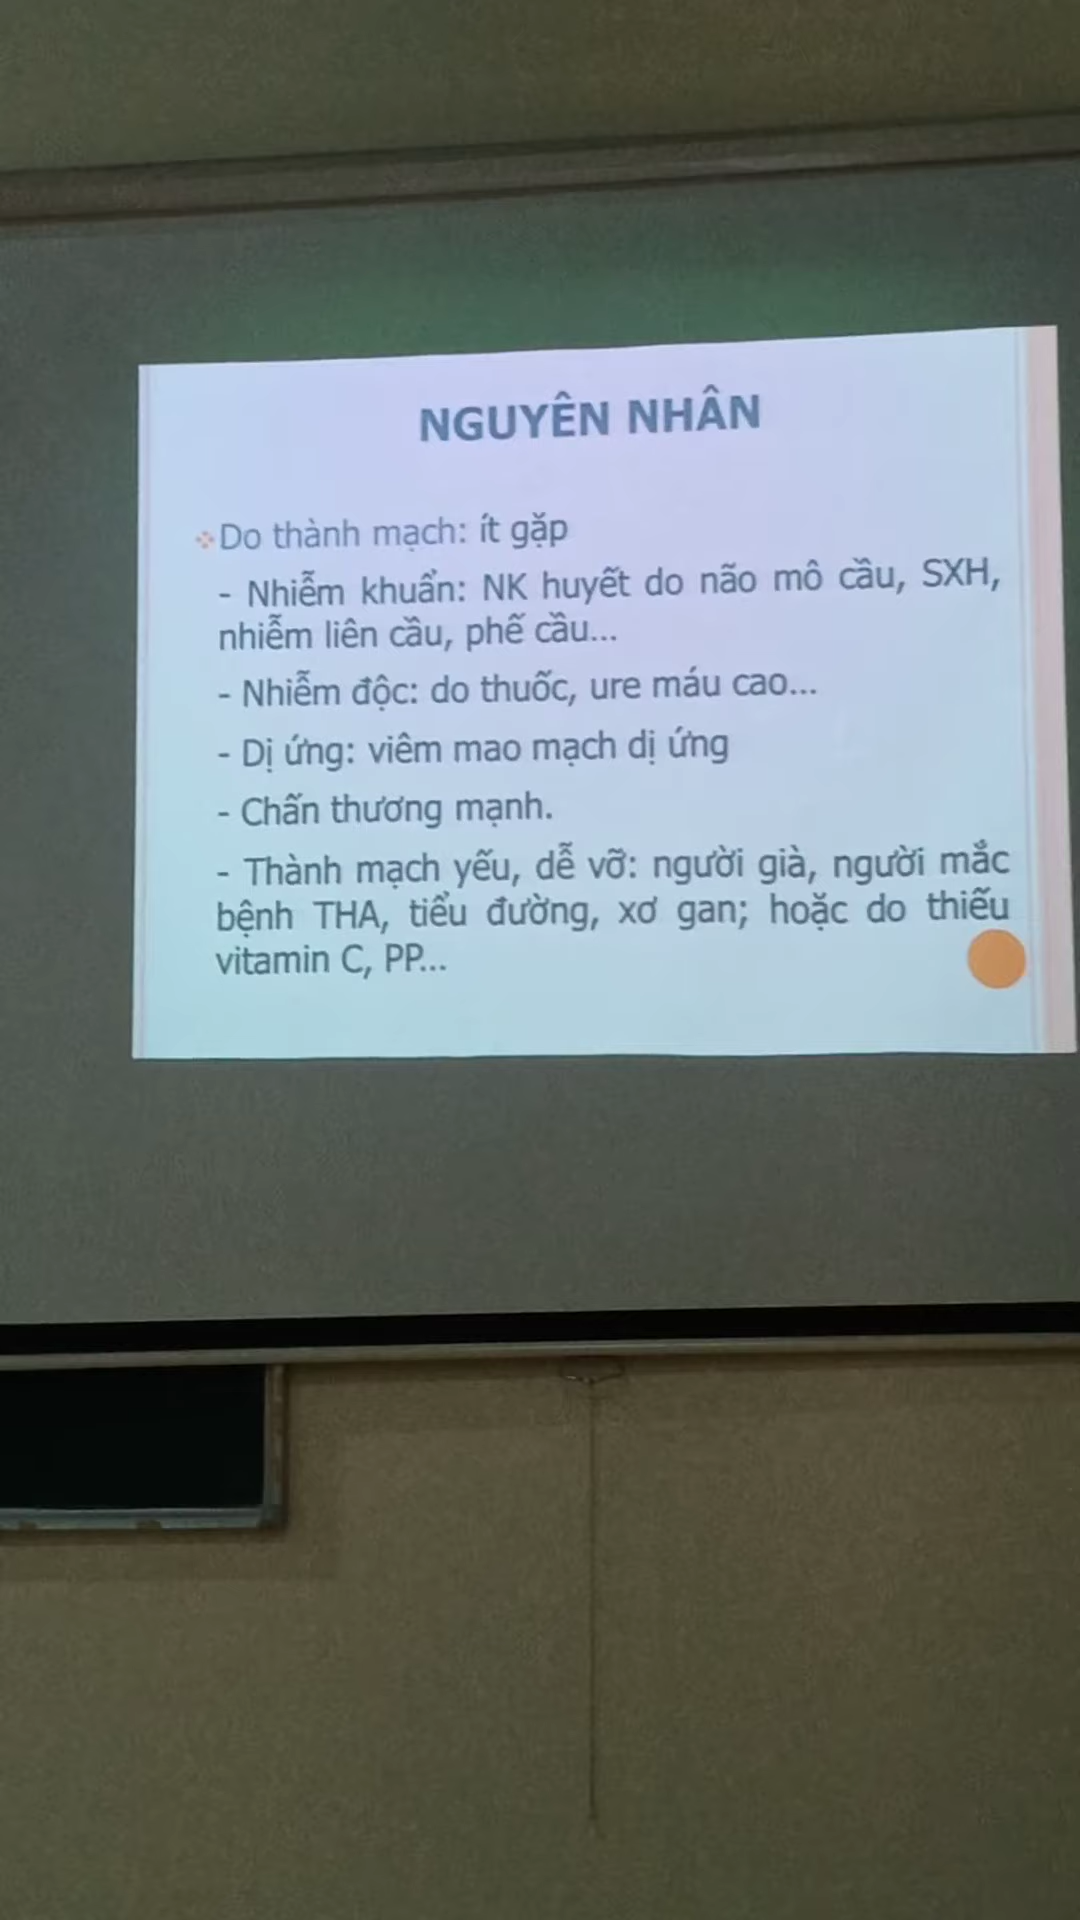 NGUYÊN NHÂN
Do thành mạch: ít gặp
- Nhiễm khuẩn: NK huyết do não mô cầu, SXH,
nhiễm liên cầu, phế cầu...
- Nhiễm độc: do thuốc, ure máu cao...
- Dị ứng: viêm mao mạch dị ứng
- Chấn thương mạnh.
- Thành mạch yếu, dễ vỡ: người già, người mắc
bệnh THA, tiểu đường, xơ gan; hoặc do thiếu
vitamin C, PP...